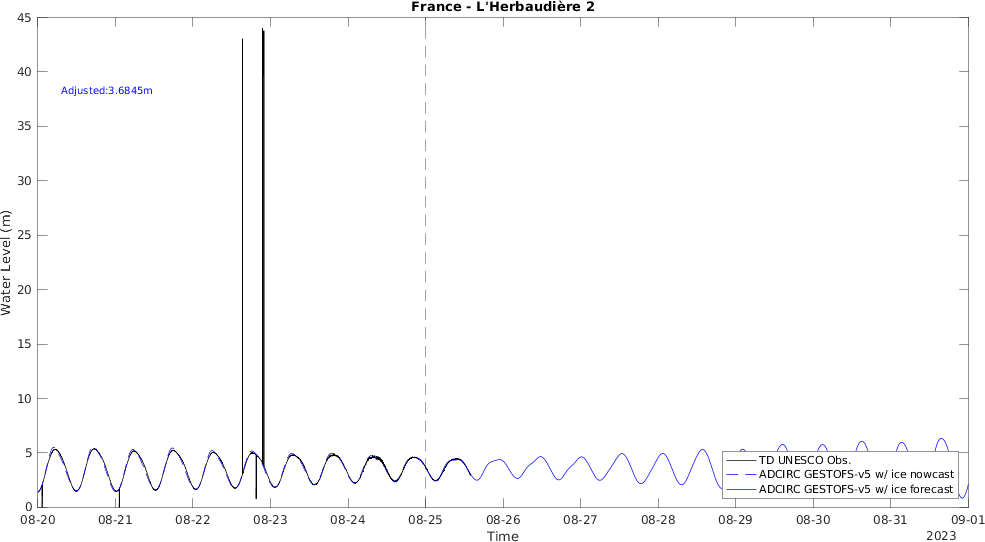 France - L'Herbaudière 2
45
40
35
30
25
20
15
10
5
0
Water Level (m)
Adjusted:3.6845m
TD UNESCO Obs.
ADCIRC GESTOFS-v5 w/ ice nowcast
ADCIRC GESTOFS-v5 w/ ice forecast
08-20 08-21 08-22 08-23 08-24 08-25 08-26 08-27 08-28 08-29 08-30 08-31 09-01
Time
2023